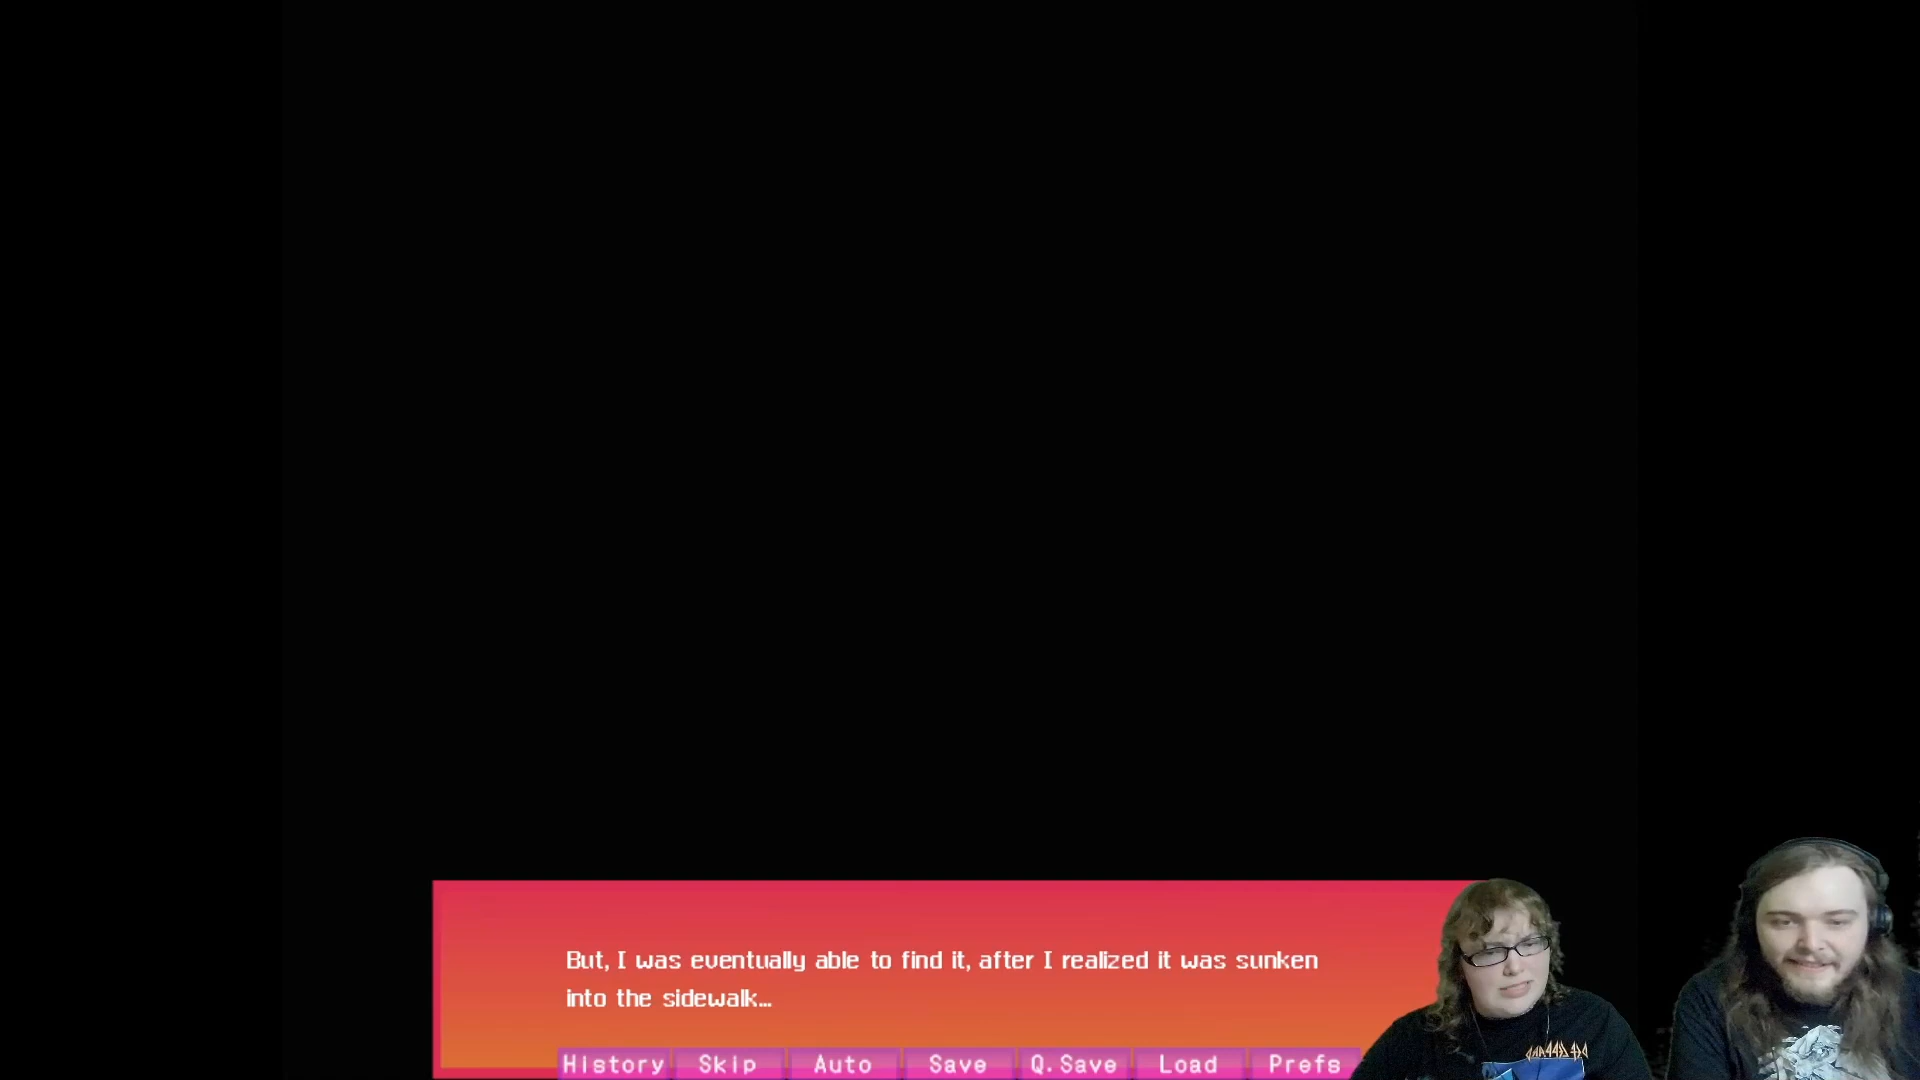 But, I was eventually able to find it, after I realized it was sunken
into the sidewalk...
History Skip Auto Save Q.Save Load Prefs